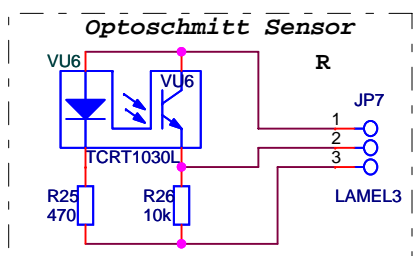 Optoschmitt Sensor
VU6
VU6
R
JP7
1
2
3
TCRT1030L
R25
470
R26
10k
LAMEL3